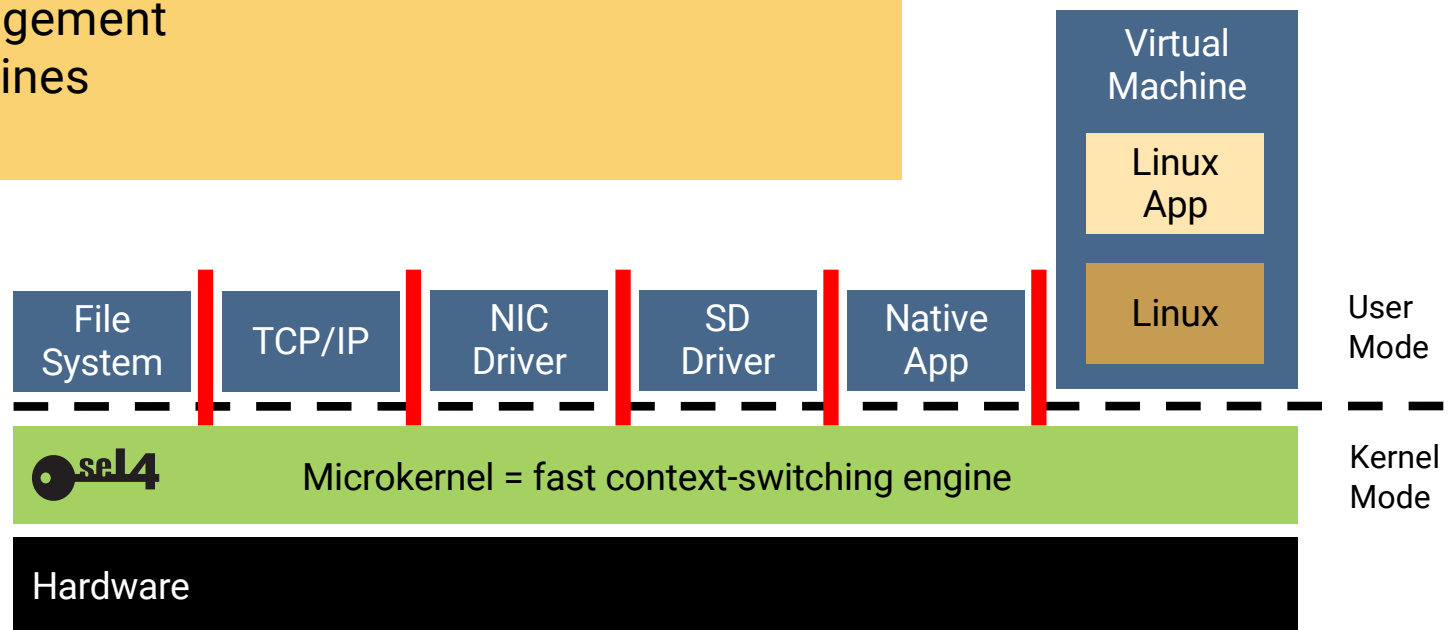 gement
ines
Virtual
Machine
Linux
App
Linux
File
System
TCP/IP
NIC
Driver
SD
Driver
Native
App
User
Mode
seL4
Microkernel = fast context-switching engine
Kernel
Mode
Hardware